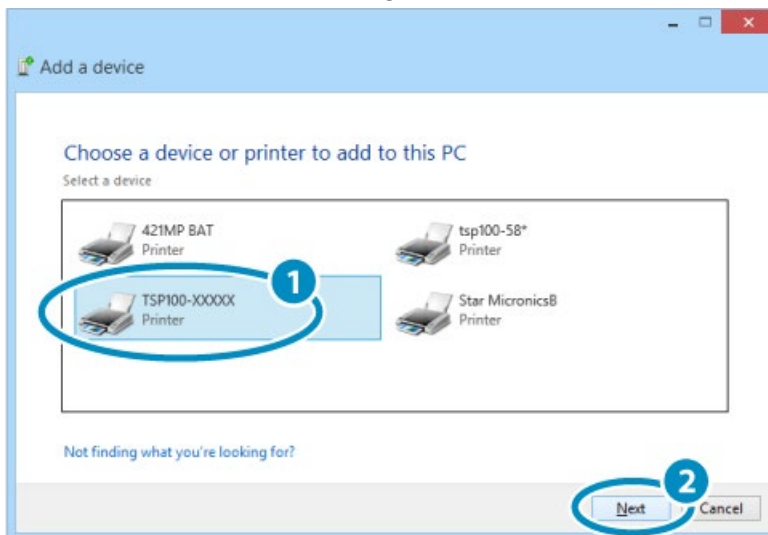 Add a device
Choose a device or printer to add to this PC
Select a device
421MP BAT
Printer
tsp100-58*
Printer
1
TSP100-XXXXX
Printer
Star MicronicsB
Printer
Not finding what you're looking for?
2
Next
Cancel